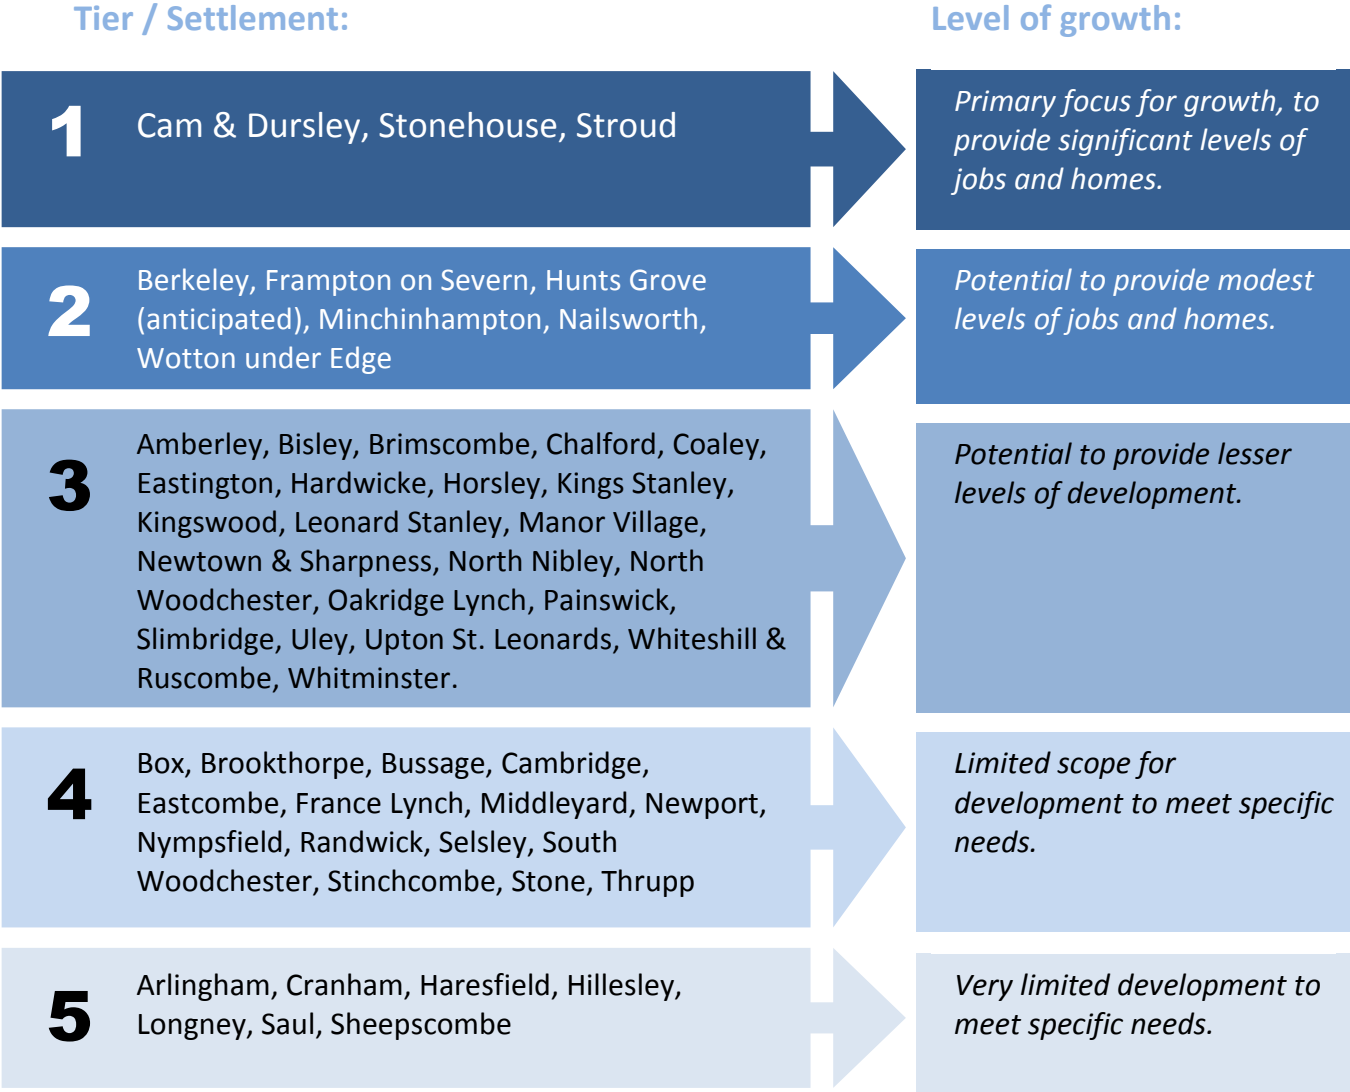 Tier / Settlement:
Level of growth:
1
Cam & Dursley, Stonehouse, Stroud
Primary focus for growth, to
provide significant levels of
jobs and homes.
2
Berkeley, Frampton on Severn, Hunts Grove
(anticipated), Minchinhampton, Nailsworth,
Wotton under Edge
Potential to provide modest
levels of jobs and homes.
3
Amberley, Bisley, Brimscombe, Chalford, Coaley,
Eastington, Hardwicke, Horsley, Kings Stanley,
Kingswood, Leonard Stanley, Manor Village,
Newtown & Sharpness, North Nibley, North
Woodchester, Oakridge Lynch, Painswick,
Slimbridge, Uley, Upton St. Leonards, Whiteshill &
Ruscombe, Whitminster.
Potential to provide lesser
levels of development.
4
Box, Brookthorpe, Bussage, Cambridge,
Eastcombe, France Lynch, Middleyard, Newport,
Nympsfield, Randwick, Selsley, South
Woodchester, Stinchcombe, Stone, Thrupp
Limited scope for
development to meet specific
needs.
5
Arlingham, Cranham, Haresfield, Hillesley,
Longney, Saul, Sheepscombe
Very limited development to
meet specific needs.